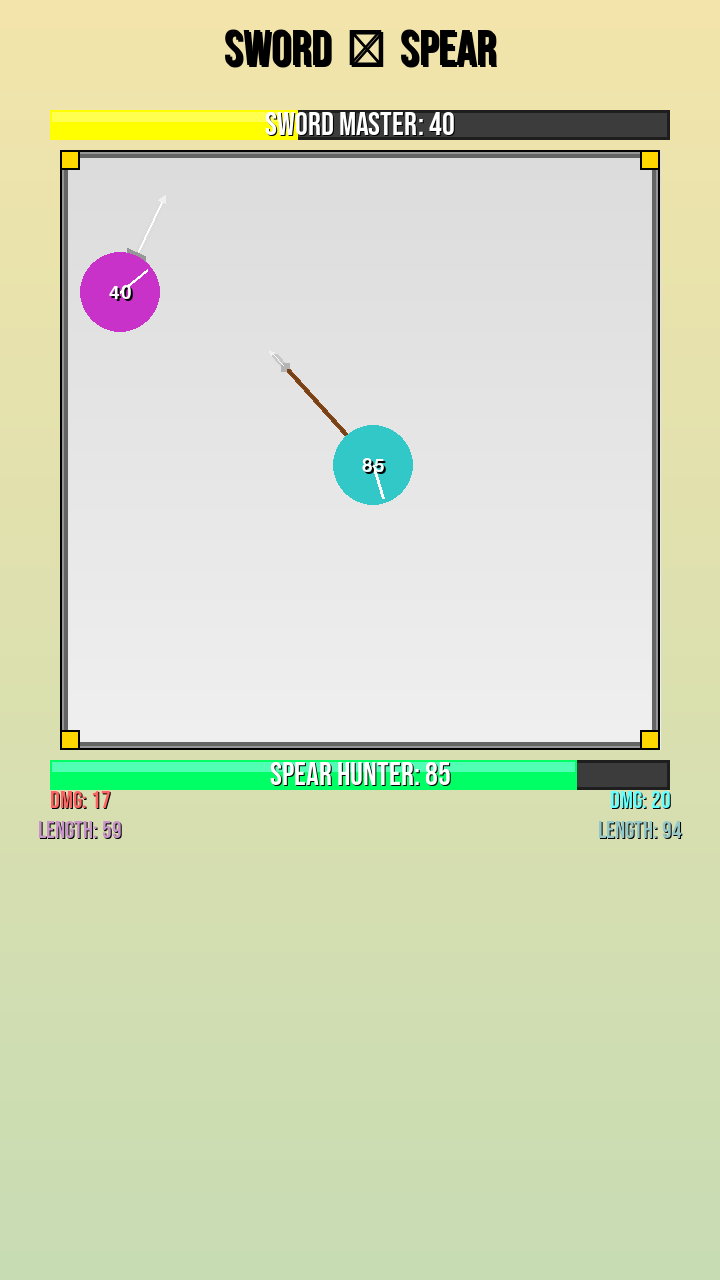 SWORD ☒ SPEAR
SWORD MASTER: 40
40
85
SPEAR HUNTER: 85
DMG: 17
DMG: 20
LENGTH: 59
LENGTH: 94